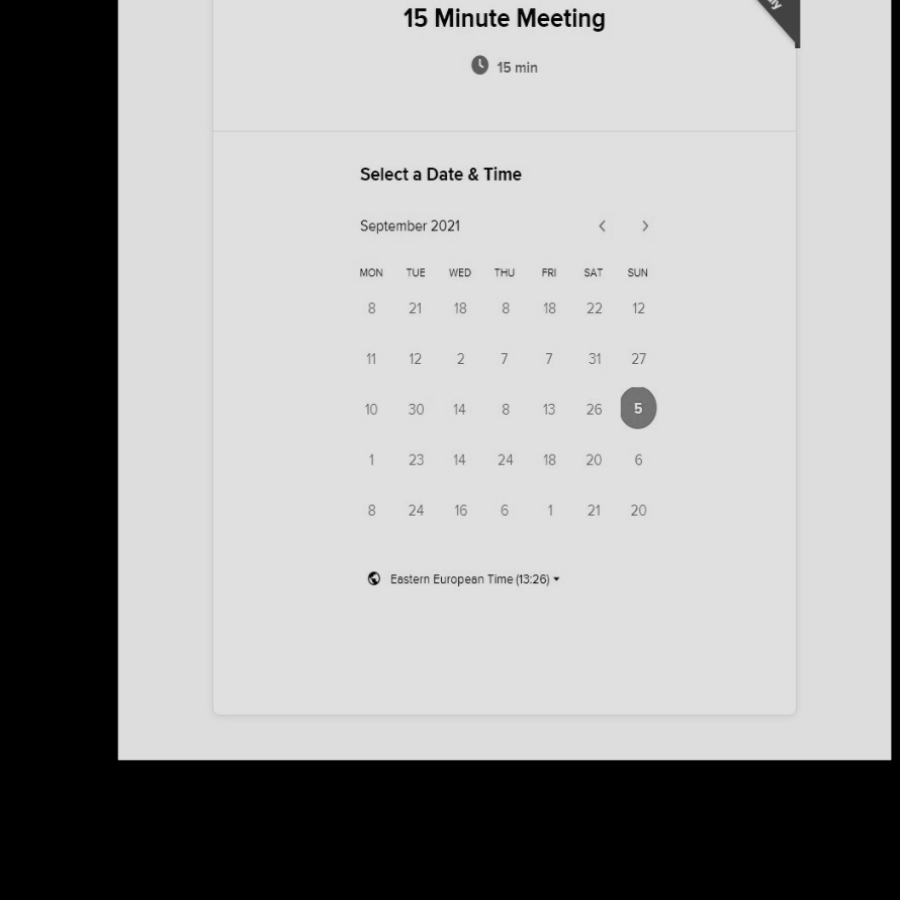 15 Minute Meeting
15 min
Select a Date & Time
September 2021
MON TUE WED THU FRI SAT SUN
8 21 18 8 18 22 12
11 12 2 7 7 31 27
10 30 14 8 13 26 5
1 23 14 24 18 20 6
8 24 16 6 1 21 20
Eastern European Time (13:26)